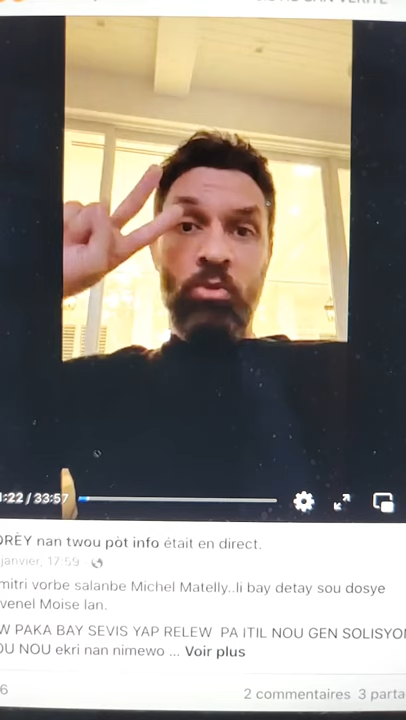 :22 / 33:57
ORÈY nan twou pòt info était en direct.
janvier, 17:59
mitri vorbe salanbe Michel Matelly..li bay detay sou dosye
venel Moise lan.
W PAKA BAY SEVIS YAP RELEW PA ITIL NOU GEN SOLISYON
OU NOU ekri nan nimewo ... Voir plus
6
2 commentaires 3 parta